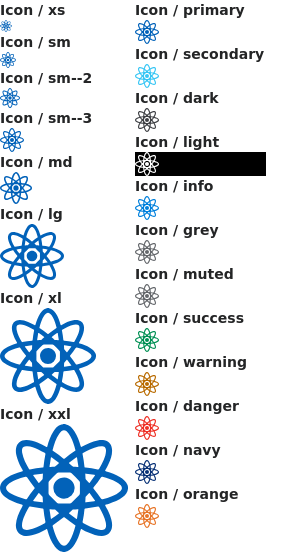 Icon / xs
Icon / sm
Icon / sm--2
Icon / sm--3
Icon / md
Icon / lg
Icon / xl
Icon / xxl
Icon / primary
Icon / secondary
Icon / dark
Icon / light
Icon / info
Icon / grey
Icon / muted
Icon / success
Icon / warning
Icon / danger
Icon / navy
Icon / orange